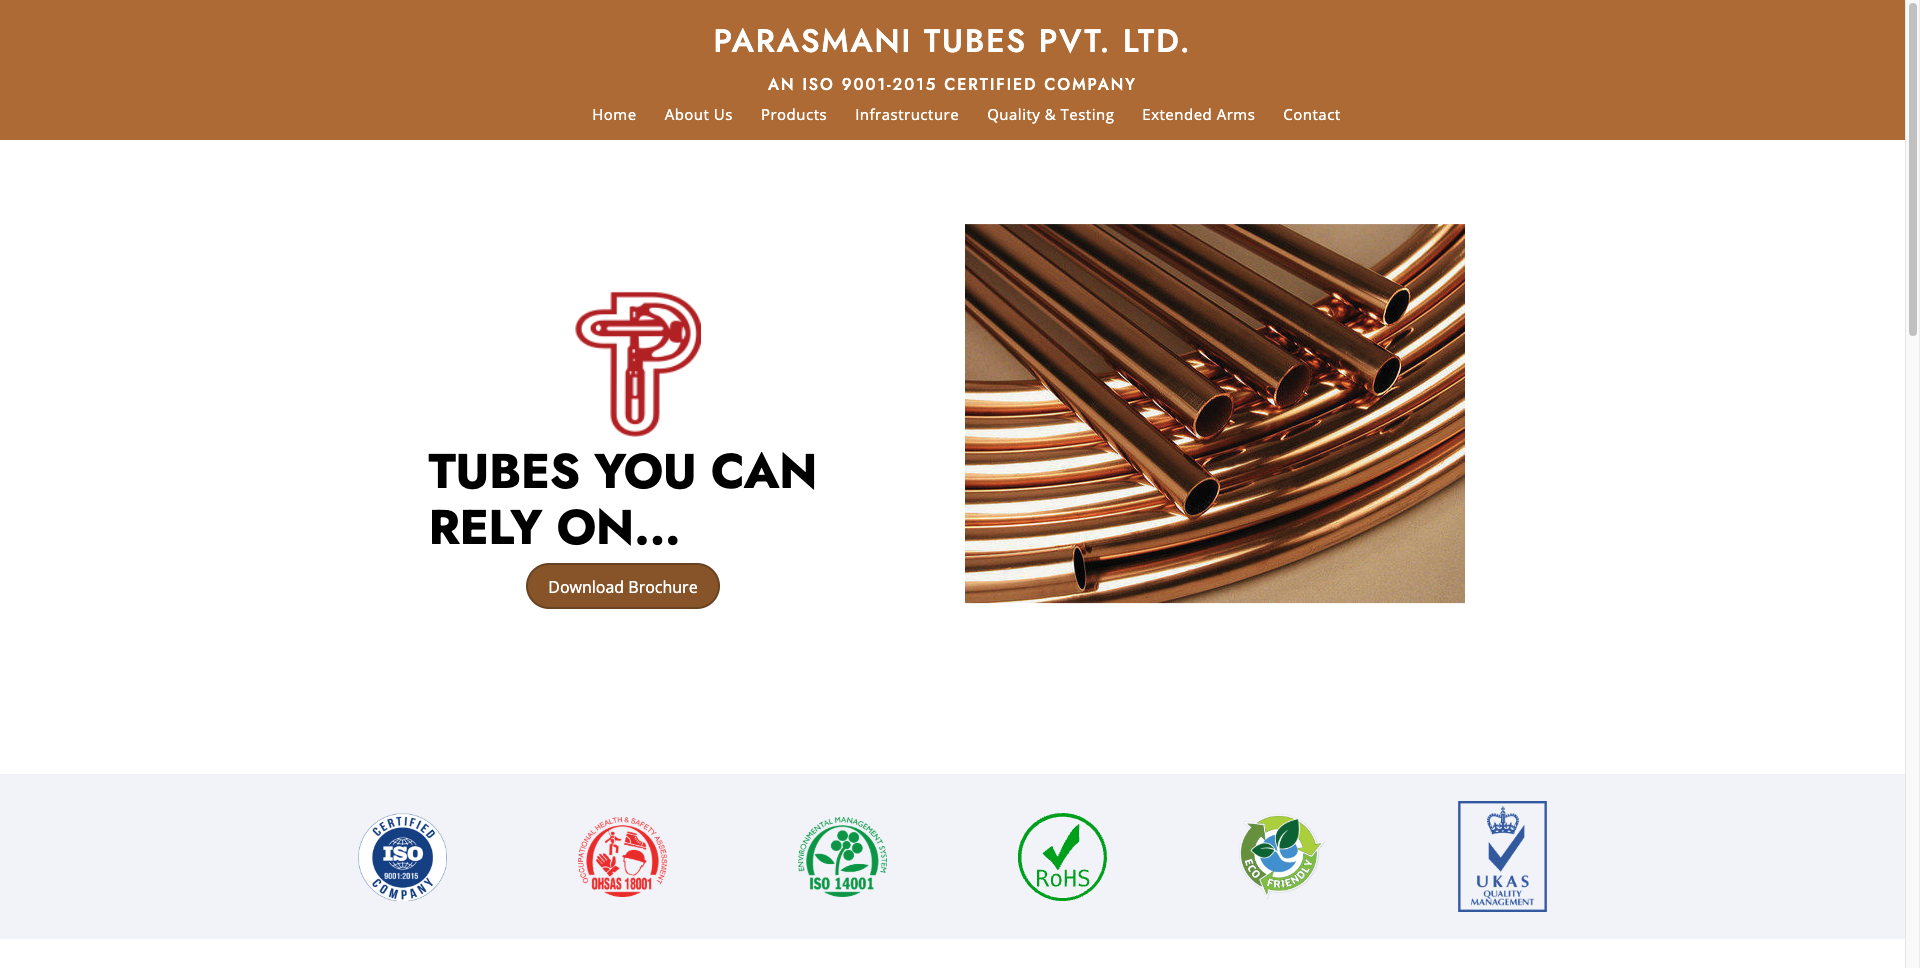 PARASMANI TUBES PVT. LTD.
AN ISO 9001-2015 CERTIFIED COMPANY
Home About Us Products Infrastructure Quality & Testing Extended Arms Contact
TUBES YOU CAN
RELY ON...
Download Brochure
CERTIFIED
ISO
9001:2015
COMPANY
OCCUPATIONAL HEALTH & SAFETY ASSESSMENT
OHSAS 18001
ENVIRONMENTAL MANAGEMENT SYSTEM
ISO 14001
RoHS
ECO FRIENDLY
UKAS
QUALITY
MANAGEMENT